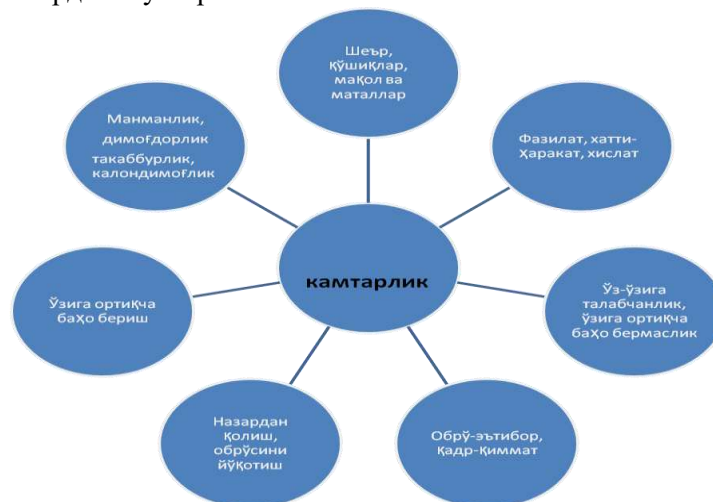 Шеър,
қўшиқлар,
мақол ва
маталлар
Манманлик,
димоғдорлик
такаббурлик,
калондимоғлик
Фазилат, хатти-
ҳаракат, хислат
камтарлик
Ўзига ортиқча
баҳо бериш
Ўз-ўзига
талабчанлик,
ўзига ортиқча
баҳо бермаслик
Назардан
қолиш,
обрўсини
йўқотиш
Обрў-эътибор,
қадр-қиммат